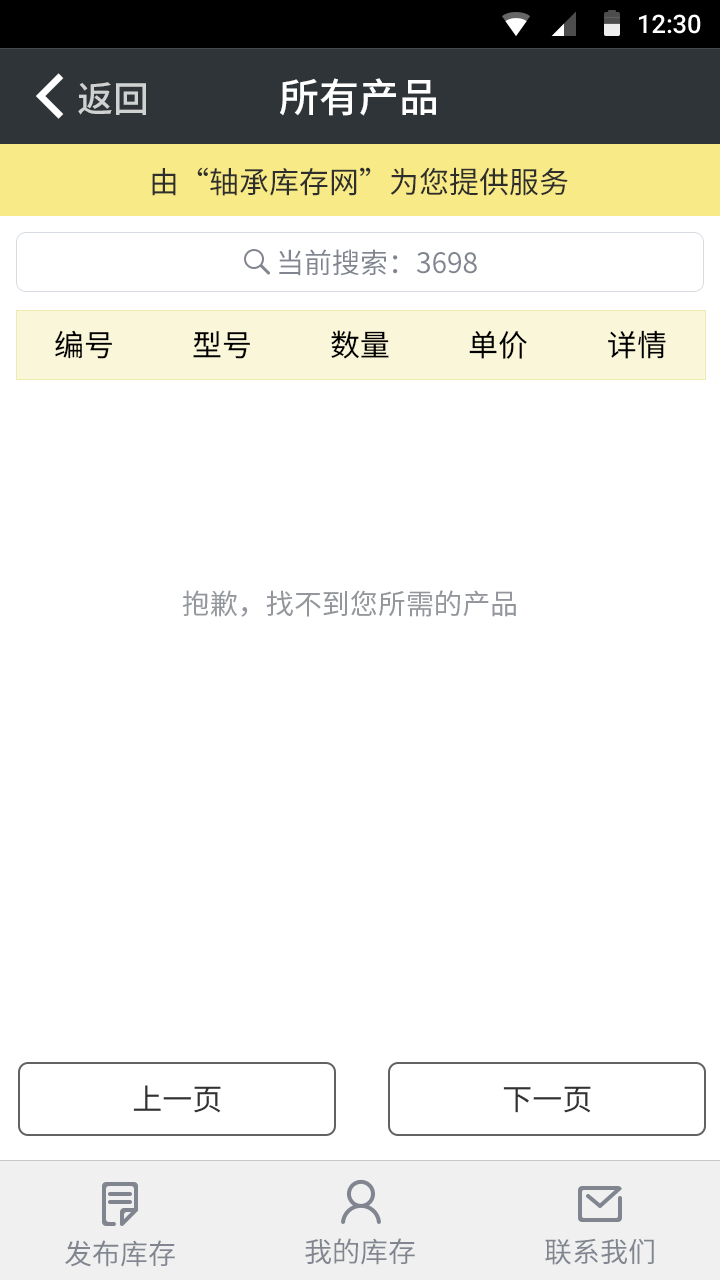 12:30
返回 所有产品
由“轴承库存网”为您提供服务
当前搜索：3698
编号 型号 数量 单价 详情
抱歉，找不到您所需的产品
上一页 下一页
发布库存 我的库存 联系我们